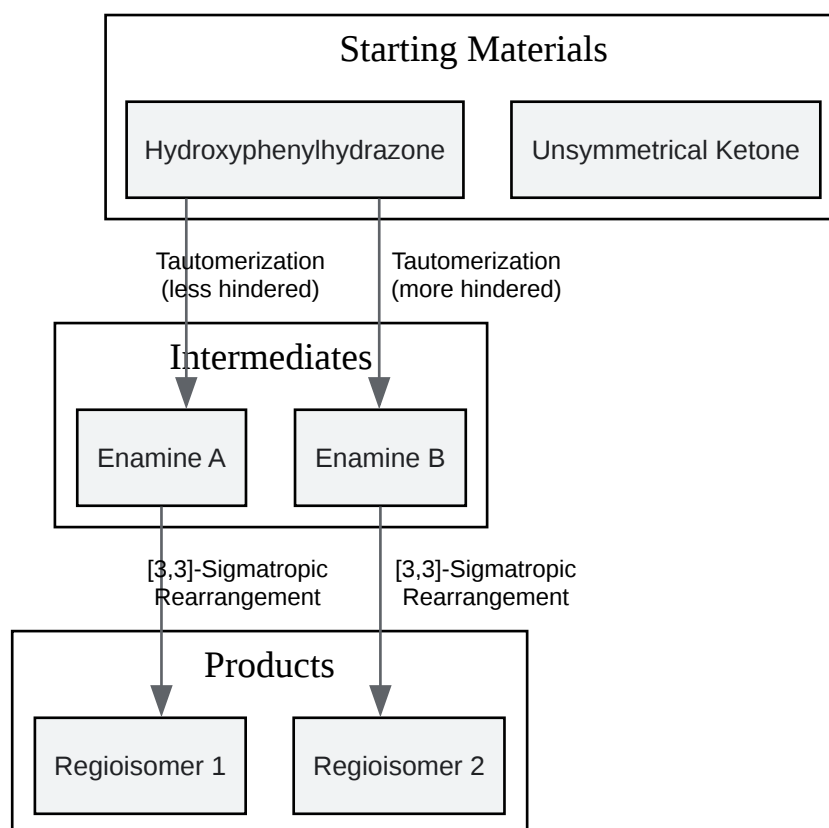 Starting Materials
Hydroxyphenylhydrazone
Unsymmetrical Ketone
Tautomerization
(less hindered)
Tautomerization
(more hindered)
Intermediates
Enamine A
Enamine B
[3,3]-Sigmatropic
Rearrangement
[3,3]-Sigmatropic
Rearrangement
Products
Regioisomer 1
Regioisomer 2